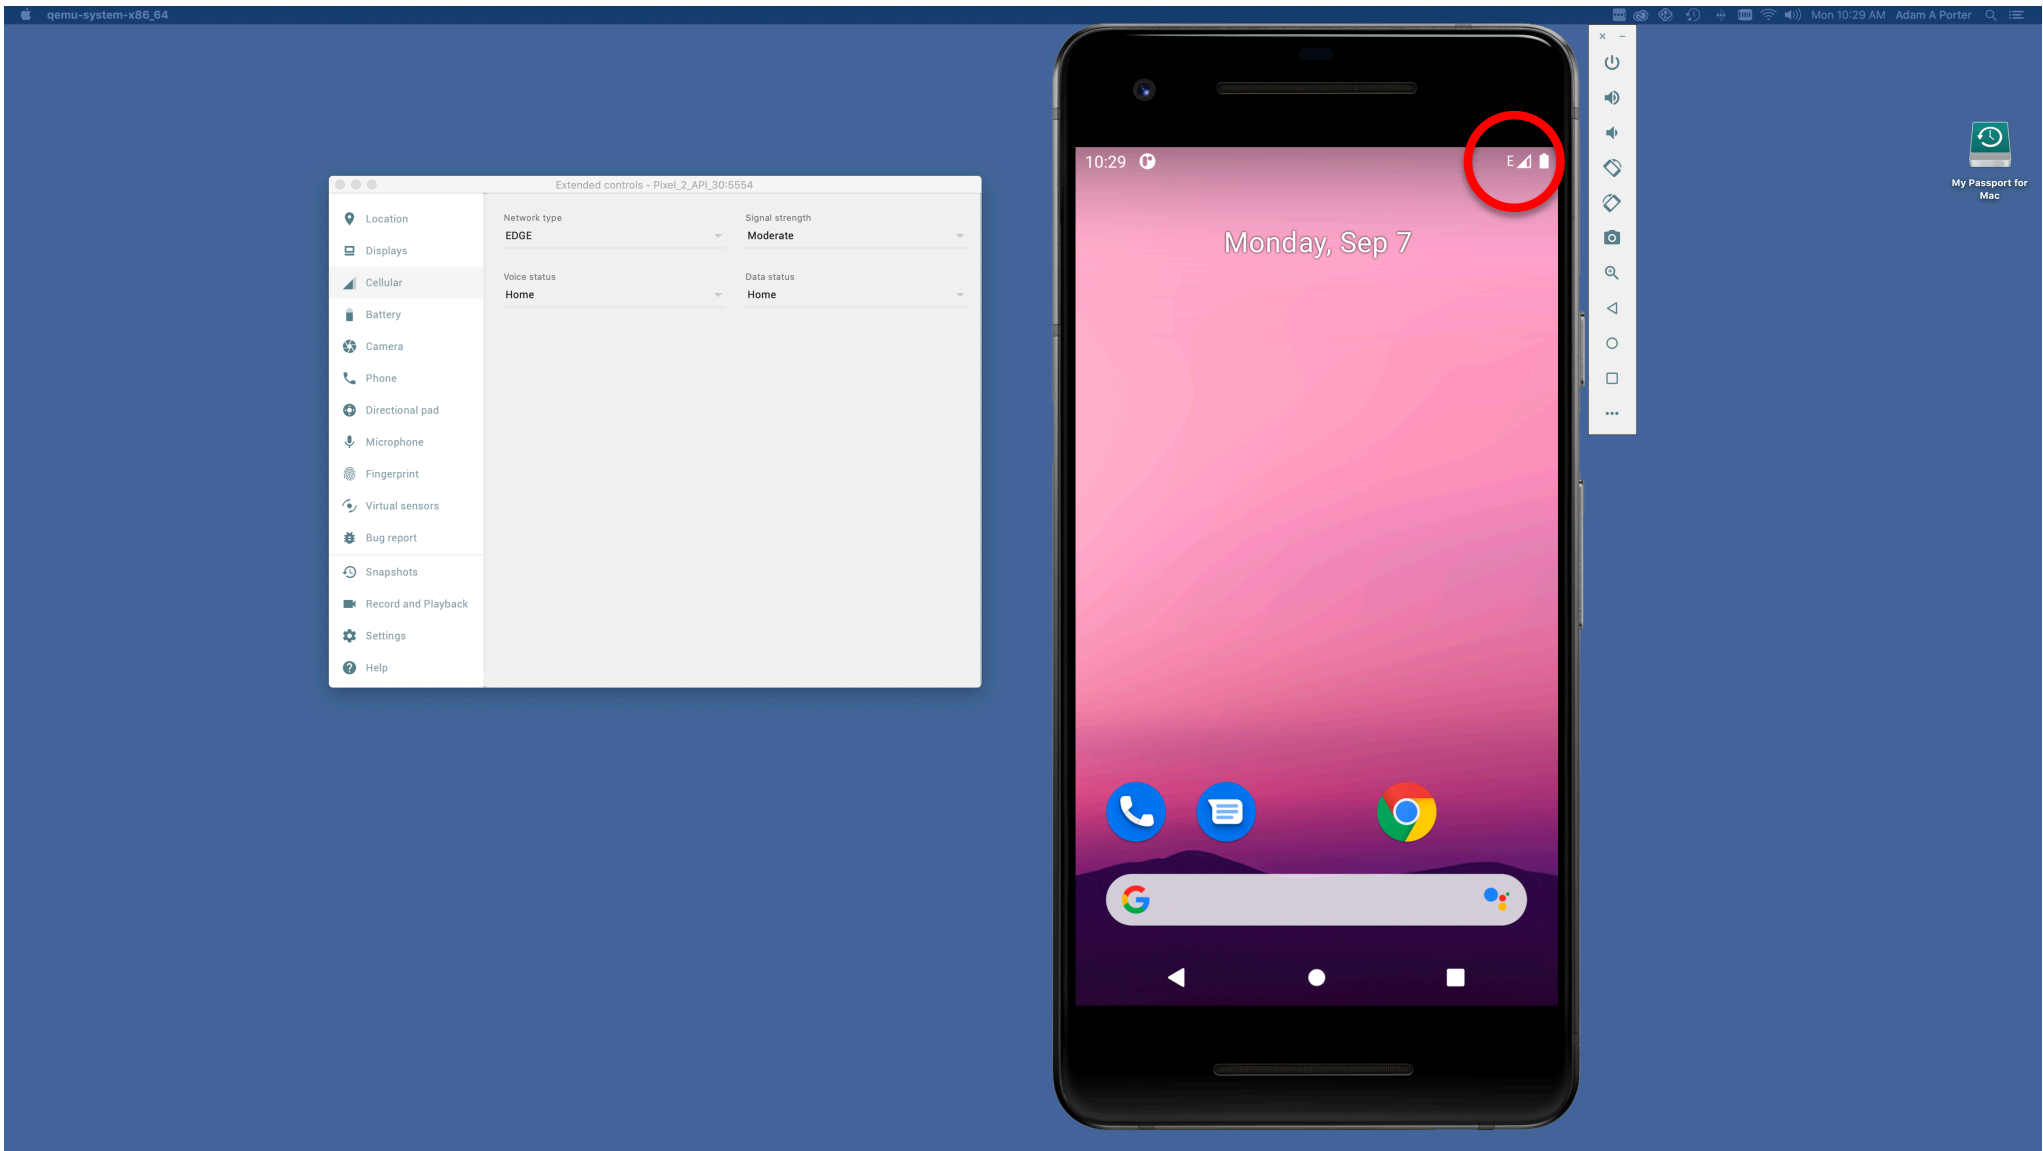 qemu-system-x86_64
Mon 10:29 AM Adam A Porter
Extended controls - Pixel_2_API_30:5554
Location
Displays
Cellular
Battery
Camera
Phone
Directional pad
Microphone
Fingerprint
Virtual sensors
Bug report
Snapshots
Record and Playback
Settings
Help
Network type
EDGE
Signal strength
Moderate
Voice status
Home
Data status
Home
10:29
E
Monday, Sep 7
G
My Passport for
Mac